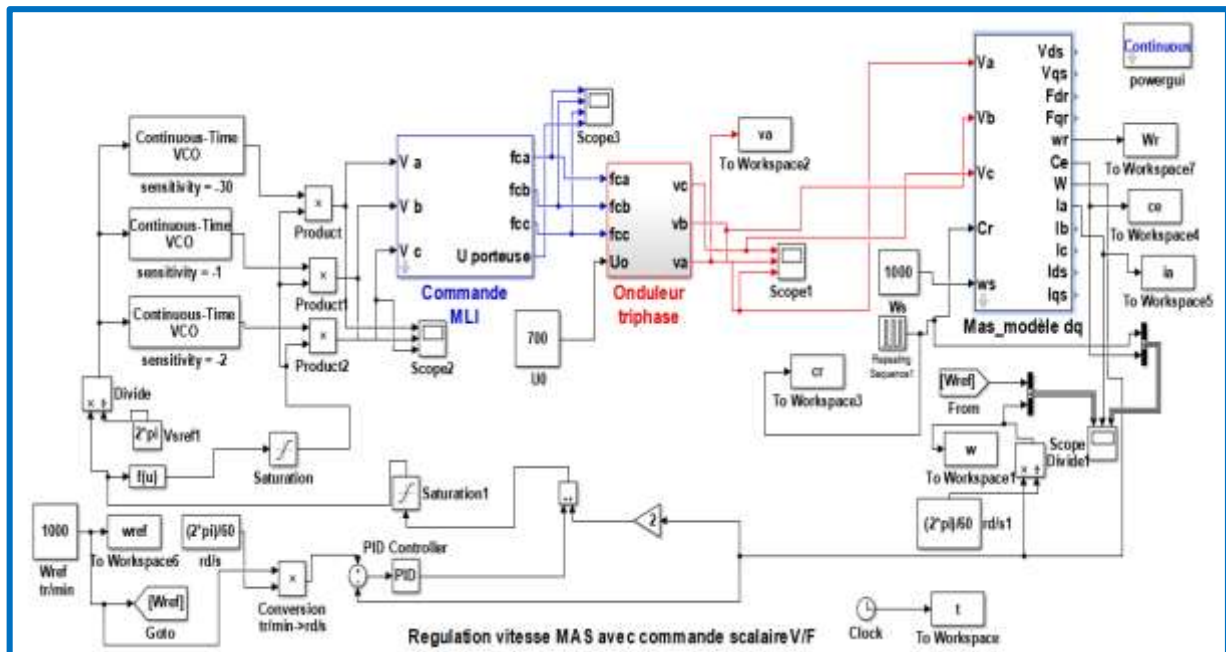 Continuous-Time
VCO
sensitivity = -30
Continuous-Time
VCO
sensitivity = -1
Continuous-Time
VCO
sensitivity = -2
×
Product
×
Product1
×
Product2
V a
V b
V c
fca
fcb
fcc
U porteuse
Commande
MLI
Scope3
Scope2
fca
fcb
fcc
Uo
vc
vb
va
Onduleur
triphase
700
U0
va
To Workspace2
Scope1
1000
Ws
Repeating
Sequence1
cr
To Workspace3
Va
Vb
Vc
Cr
ws
Vds
Vqs
Fdr
Fqr
wr
Ce
W
Ia
Ib
Ic
Ids
Iqs
Mas_modèle dq
Continuous
powergui
Wr
To Workspace7
ce
To Workspace4
ia
To Workspace5
[Wref]
From
Scope
Divide1
× ÷
w
To Workspace1
(2*pi)/60
rd/s1
Divide
× ÷
2*pi
Vsref1
f(u)
Saturation
Saturation1
2
1000
Wref
tr/min
wref
To Workspace6
(2*pi)/60
rd/s
[Wref]
Goto
×
Conversion
tr/min->rd/s
PID Controller
PID
Clock
t
To Workspace
Regulation vitesse MAS avec commande scalaire V/F